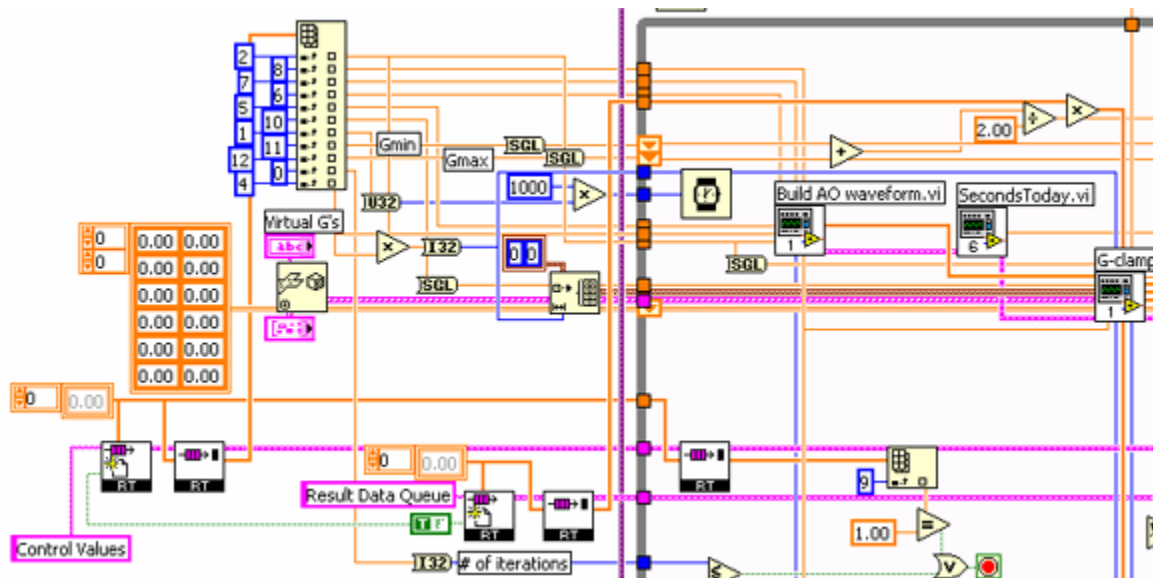 2
8
7
6
5
10
1
11
12
0
4
Gmin
Gmax
SGL
SGL
U32
1000
2.00
Build AO waveform.vi
SecondsToday.vi
Virtual G's
abc
I32
SGL
0 0
1
6
SGL
G-clamp
1
0
0
0.00 0.00
0.00 0.00
0.00 0.00
0.00 0.00
0.00 0.00
0.00 0.00
0 0.00
RT
RT
0 0.00
Result Data Queue
RT
RT
RT
T F
9
1.00
Control Values
I32
# of iterations